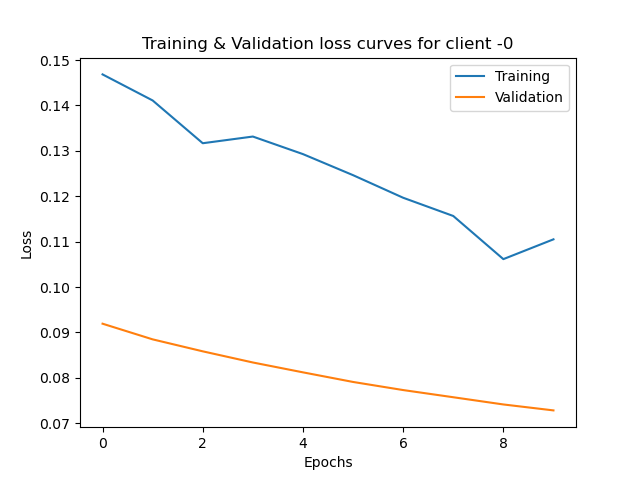 Training & Validation loss curves for client -0
Training
Validation
Loss
0.15
0.14
0.13
0.12
0.11
0.10
0.09
0.08
0.07
0 2 4 6 8
Epochs